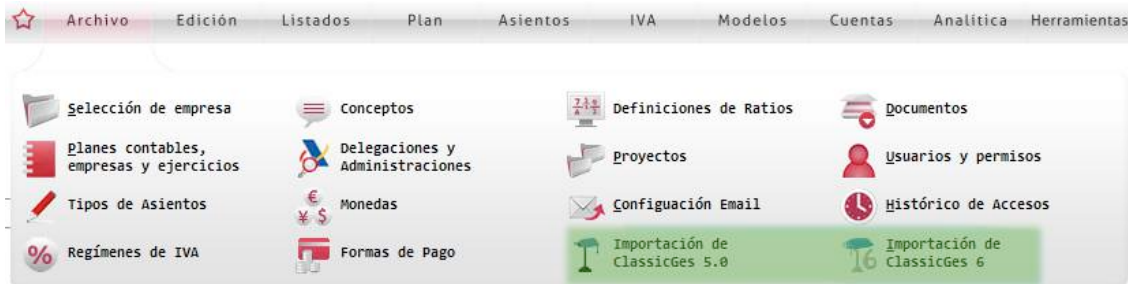 Archivo Edición Listados Plan Asientos IVA Modelos Cuentas Analítica Herramientas
Selección de empresa
Conceptos
Definiciones de Ratios
Documentos
Planes contables,
empresas y ejercicios
Delegaciones y
Administraciones
Proyectos
Usuarios y permisos
Tipos de Asientos
Monedas
Configuación Email
Histórico de Accesos
Regímenes de IVA
Formas de Pago
Importación de
ClassicGes 5.0
Importación de
ClassicGes 6